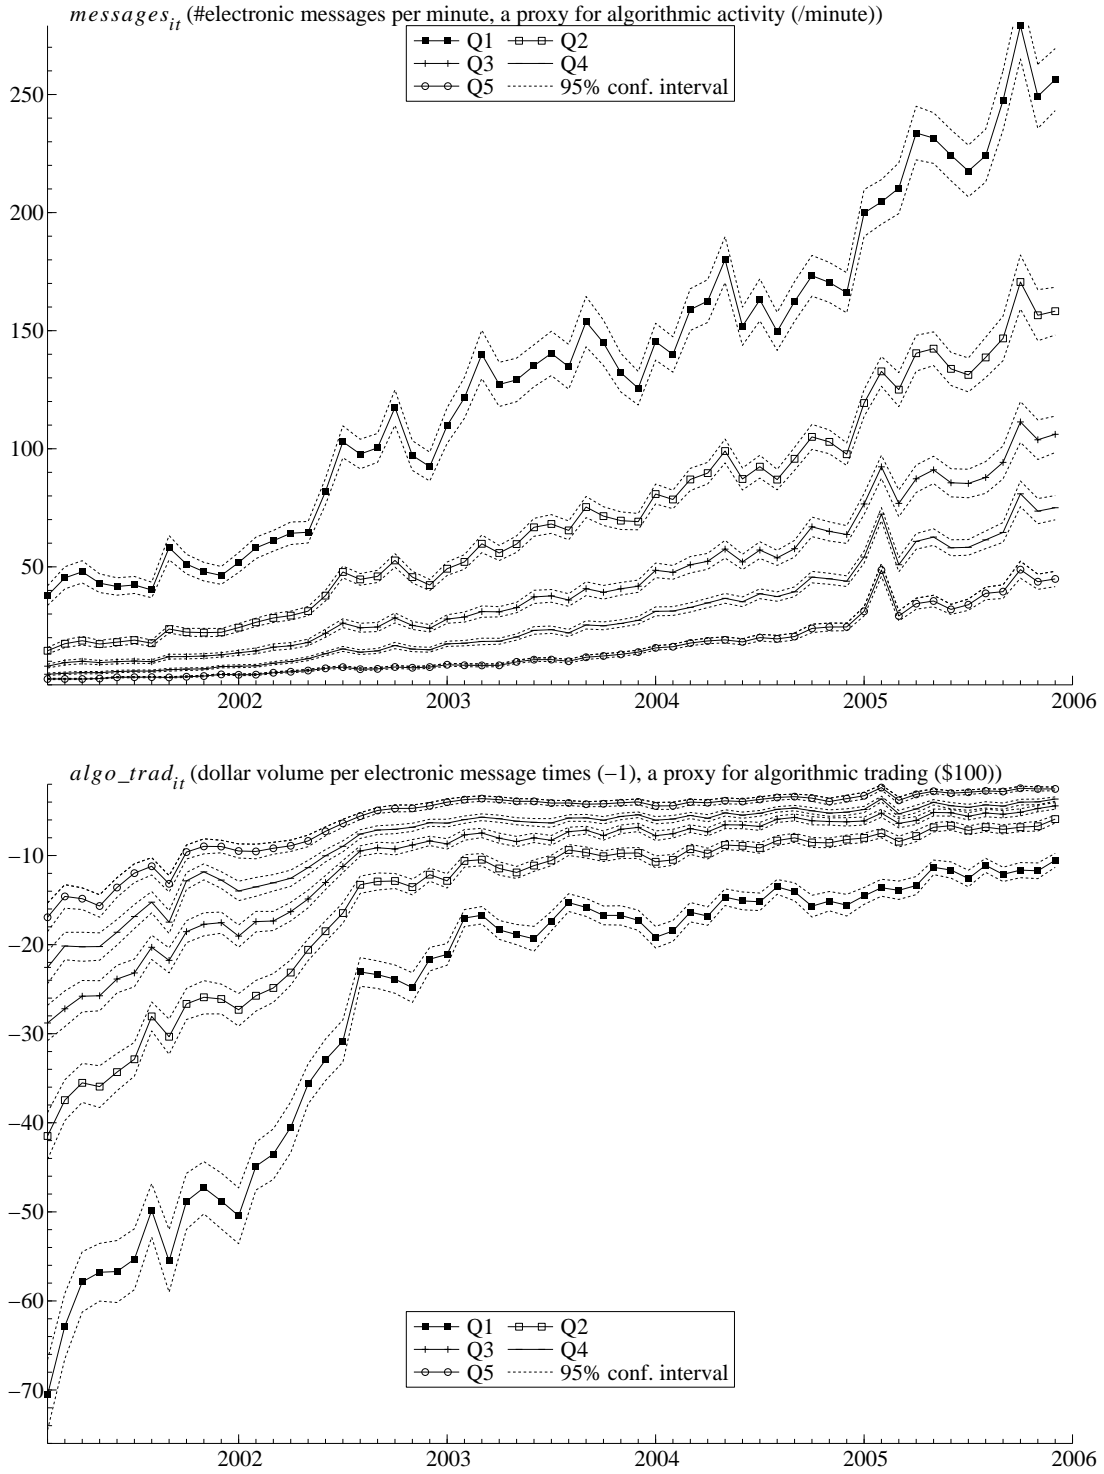 messages_it (#electronic messages per minute, a proxy for algorithmic activity (/minute))
Q1 Q2
Q3 Q4
Q5 95% conf. interval
250
200
150
100
50
2002 2003 2004 2005 2006
algo_trad_it (dollar volume per electronic message times (−1), a proxy for algorithmic trading ($100))
−10
−20
−30
−40
−50
−60
Q1 Q2
Q3 Q4
Q5 95% conf. interval
−70
2002 2003 2004 2005 2006